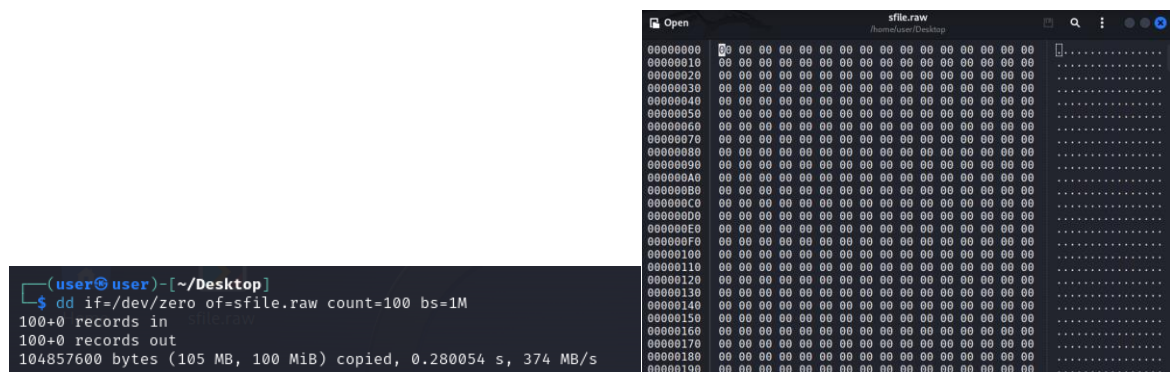 ┌──(user㉿user)-[~/Desktop]
└─$ dd if=/dev/zero of=sfile.raw count=100 bs=1M
100+0 records in
100+0 records out
104857600 bytes (105 MB, 100 MiB) copied, 0.280054 s, 374 MB/s
sfile.raw
Open
sfile.raw
/home/user/Desktop
00000000 00 00 00 00 00 00 00 00 00 00 00 00 00 00 00 00 ................
00000010 00 00 00 00 00 00 00 00 00 00 00 00 00 00 00 00 ................
00000020 00 00 00 00 00 00 00 00 00 00 00 00 00 00 00 00 ................
00000030 00 00 00 00 00 00 00 00 00 00 00 00 00 00 00 00 ................
00000040 00 00 00 00 00 00 00 00 00 00 00 00 00 00 00 00 ................
00000050 00 00 00 00 00 00 00 00 00 00 00 00 00 00 00 00 ................
00000060 00 00 00 00 00 00 00 00 00 00 00 00 00 00 00 00 ................
00000070 00 00 00 00 00 00 00 00 00 00 00 00 00 00 00 00 ................
00000080 00 00 00 00 00 00 00 00 00 00 00 00 00 00 00 00 ................
00000090 00 00 00 00 00 00 00 00 00 00 00 00 00 00 00 00 ................
000000A0 00 00 00 00 00 00 00 00 00 00 00 00 00 00 00 00 ................
000000B0 00 00 00 00 00 00 00 00 00 00 00 00 00 00 00 00 ................
000000C0 00 00 00 00 00 00 00 00 00 00 00 00 00 00 00 00 ................
000000D0 00 00 00 00 00 00 00 00 00 00 00 00 00 00 00 00 ................
000000E0 00 00 00 00 00 00 00 00 00 00 00 00 00 00 00 00 ................
000000F0 00 00 00 00 00 00 00 00 00 00 00 00 00 00 00 00 ................
00000100 00 00 00 00 00 00 00 00 00 00 00 00 00 00 00 00 ................
00000110 00 00 00 00 00 00 00 00 00 00 00 00 00 00 00 00 ................
00000120 00 00 00 00 00 00 00 00 00 00 00 00 00 00 00 00 ................
00000130 00 00 00 00 00 00 00 00 00 00 00 00 00 00 00 00 ................
00000140 00 00 00 00 00 00 00 00 00 00 00 00 00 00 00 00 ................
00000150 00 00 00 00 00 00 00 00 00 00 00 00 00 00 00 00 ................
00000160 00 00 00 00 00 00 00 00 00 00 00 00 00 00 00 00 ................
00000170 00 00 00 00 00 00 00 00 00 00 00 00 00 00 00 00 ................
00000180 00 00 00 00 00 00 00 00 00 00 00 00 00 00 00 00 ................
00000190 00 00 00 00 00 00 00 00 00 00 00 00 00 00 00 00 ................